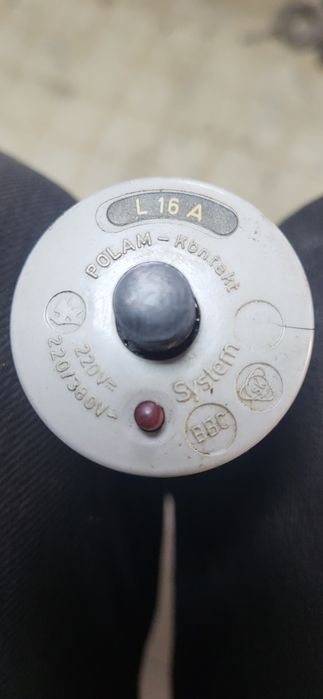 L 16 A
POLAM - Kontakt
220V=
220/380V~
System
BBC